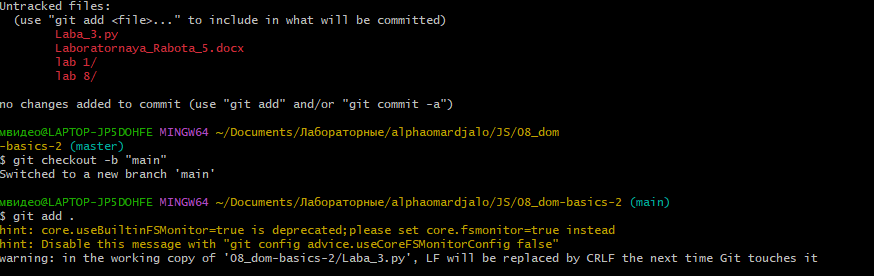 Untracked files:
  (use "git add <file>..." to include in what will be committed)
        Laba_3.py
        Laboratornaya_Rabota_5.docx
        lab 1/
        lab 8/

no changes added to commit (use "git add" and/or "git commit -a")

мвидео@LAPTOP-JP5DOHFE MINGW64 ~/Documents/Лабораторные/alphaomardjalo/JS/08_dom
-basics-2 (master)
$ git checkout -b "main"
Switched to a new branch 'main'

мвидео@LAPTOP-JP5DOHFE MINGW64 ~/Documents/Лабораторные/alphaomardjalo/JS/08_dom-basics-2 (main)
$ git add .
hint: core.useBuiltinFSMonitor=true is deprecated;please set core.fsmonitor=true instead
hint: Disable this message with "git config advice.useCoreFSMonitorConfig false"
warning: in the working copy of '08_dom-basics-2/Laba_3.py', LF will be replaced by CRLF the next time Git touches it